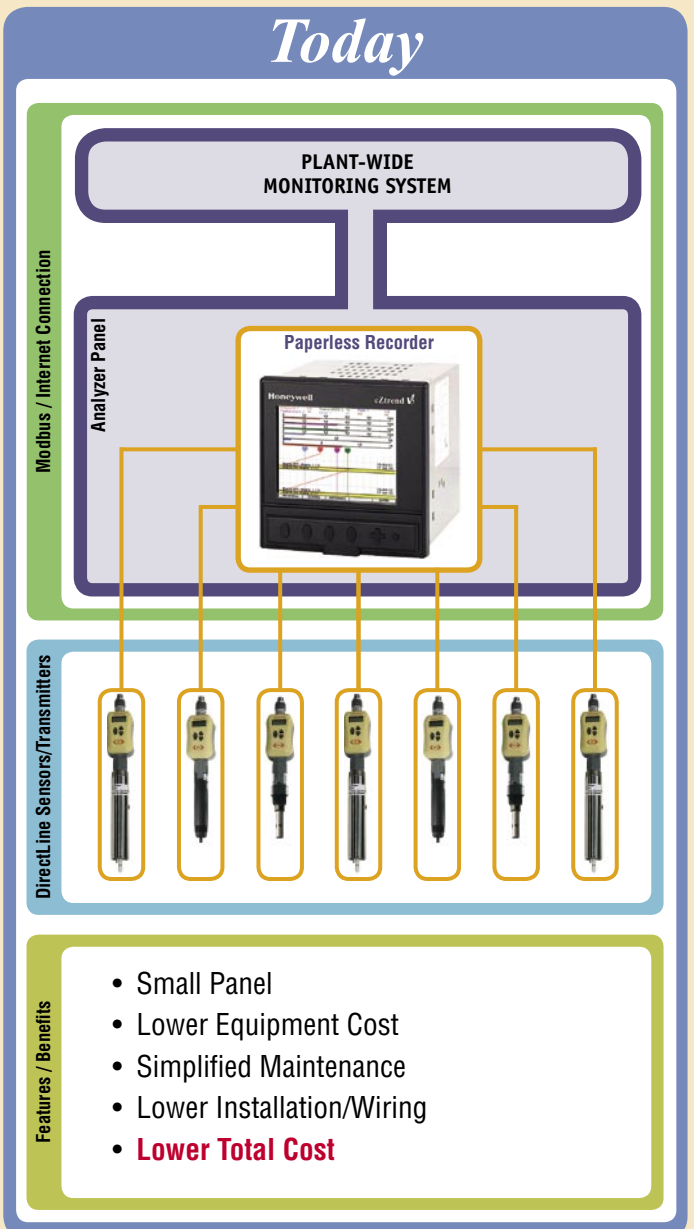 Today
Modbus / Internet Connection
PLANT-WIDE
MONITORING SYSTEM
Analyzer Panel
Paperless Recorder
Honeywell
eZtrend
DirectLine Sensors/Transmitters
Features / Benefits
• Small Panel
• Lower Equipment Cost
• Simplified Maintenance
• Lower Installation/Wiring
• Lower Total Cost